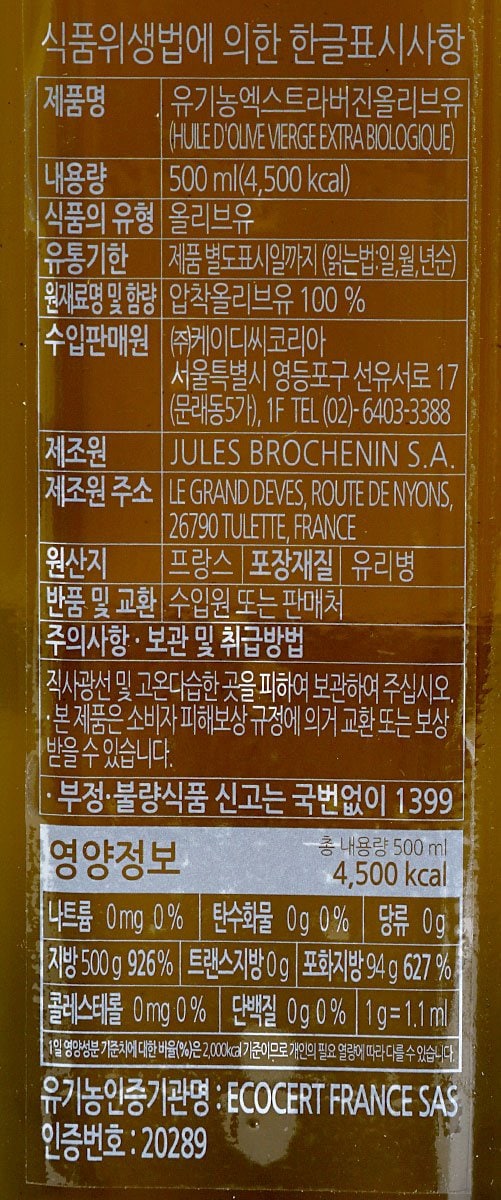 식품위생법에 의한 한글표시사항
제품명 유기농엑스트라버진올리브유
(HUILE D'OLIVE VIERGE EXTRA BIOLOGIQUE)
내용량 500 ml(4,500 kcal)
식품의 유형 올리브유
유통기한 제품 별도표시일까지 (읽는법:일,월,년순)
원재료명 및 함량 압착올리브유 100 %
수입판매원 ㈜케이디씨코리아
서울특별시 영등포구 선유서로 17
(문래동5가), 1F TEL (02)- 6403-3388
제조원 JULES BROCHENIN S.A.
제조원 주소 LE GRAND DEVES, ROUTE DE NYONS,
26790 TULETTE, FRANCE
원산지 프랑스 포장재질 유리병
반품 및 교환 수입원 또는 판매처
주의사항 · 보관 및 취급방법
직사광선 및 고온다습한 곳을 피하여 보관하여 주십시오.
· 본 제품은 소비자 피해보상 규정에 의거 교환 또는 보상
받을 수 있습니다.
· 부정·불량식품 신고는 국번없이 1399
영양정보 총 내용량 500 ml
4,500 kcal
나트륨 0mg 0% 탄수화물 0g 0% 당류 0g
지방 500g 926% 트랜스지방 0g 포화지방 94g 627 %
콜레스테롤 0mg 0% 단백질 0g 0% 1g=1.1 ml
1일 영양성분 기준치에 대한 비율(%)은 2,000kcal 기준이므로 개인의 필요 열량에 따라 다를 수 있습니다.
유기농인증기관명 : ECOCERT FRANCE SAS
인증번호 : 20289